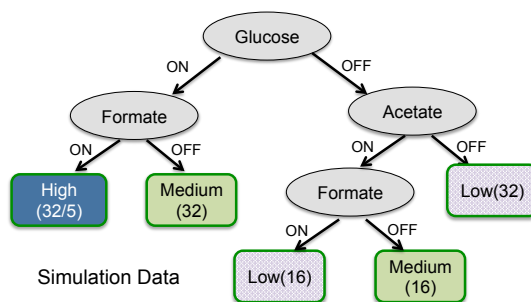 Glucose
ON
OFF
Formate
Acetate
ON
OFF
ON
OFF
High
(32/5)
Medium
(32)
Formate
Low(32)
ON
OFF
Simulation Data
Low(16)
Medium
(16)